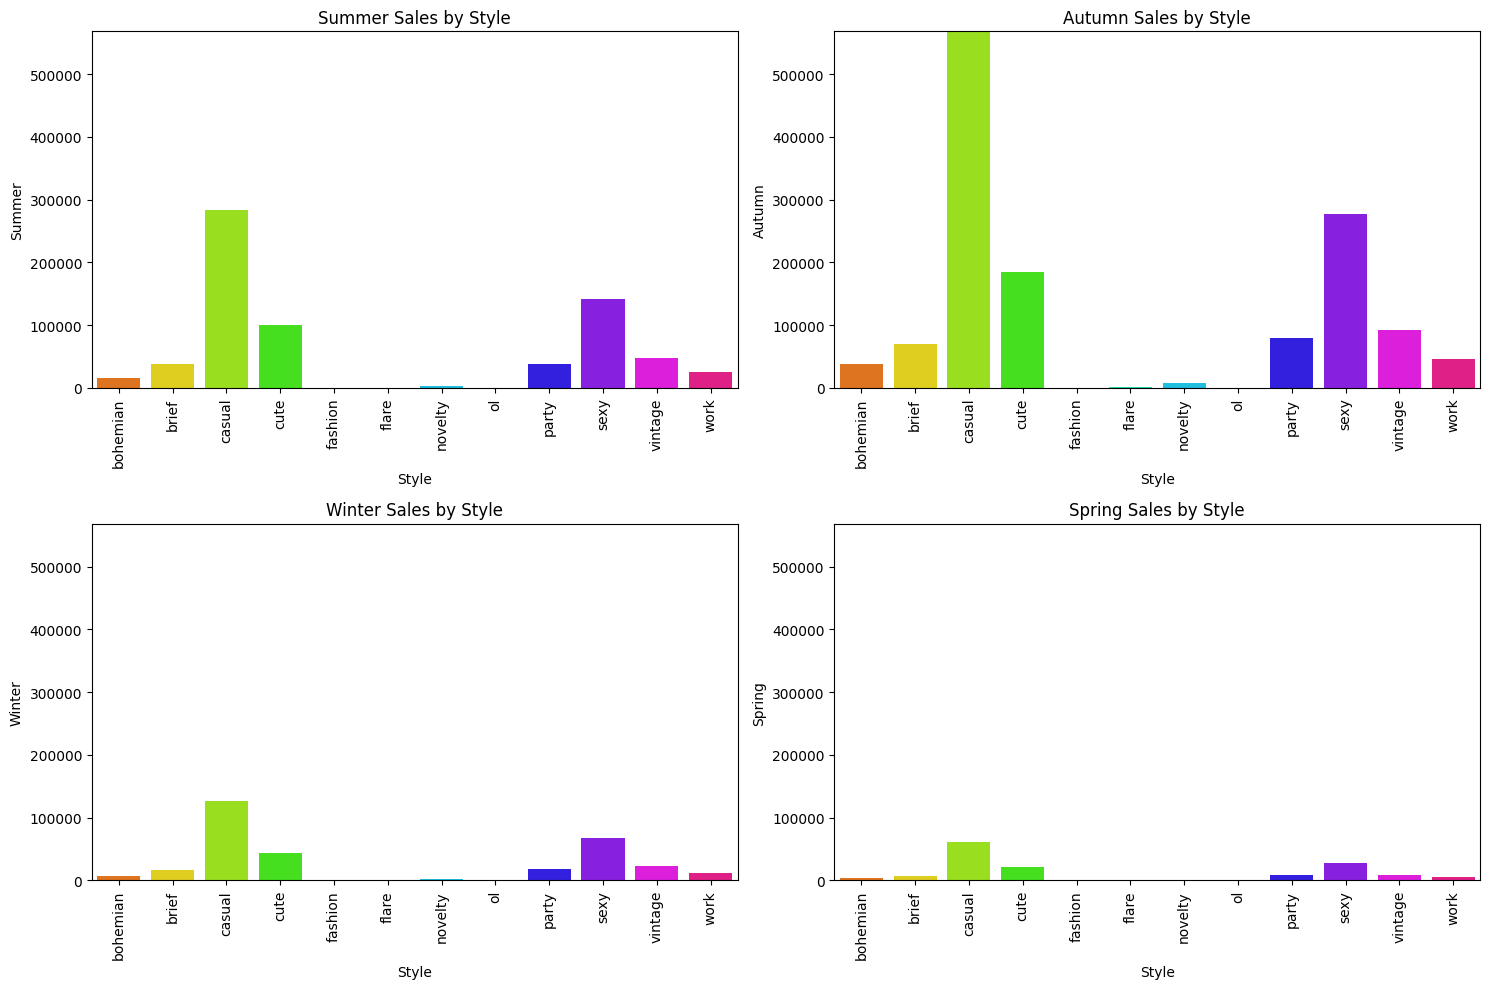 Summer Sales by Style
Summer
500000
400000
300000
200000
100000
0
bohemian
brief
casual
cute
fashion
flare
novelty
ol
party
sexy
vintage
work
Style
Autumn Sales by Style
Autumn
500000
400000
300000
200000
100000
0
bohemian
brief
casual
cute
fashion
flare
novelty
ol
party
sexy
vintage
work
Style
Winter Sales by Style
Winter
500000
400000
300000
200000
100000
0
bohemian
brief
casual
cute
fashion
flare
novelty
ol
party
sexy
vintage
work
Style
Spring Sales by Style
Spring
500000
400000
300000
200000
100000
0
bohemian
brief
casual
cute
fashion
flare
novelty
ol
party
sexy
vintage
work
Style